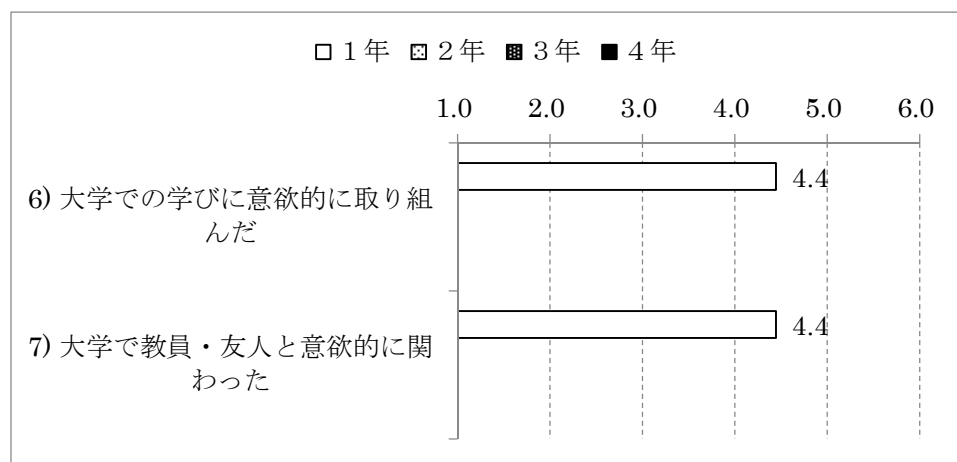 １年 ２年 ３年 ４年
1.0 2.0 3.0 4.0 5.0 6.0
6) 大学での学びに意欲的に取り組
んだ
4.4
7) 大学で教員・友人と意欲的に関
わった
4.4